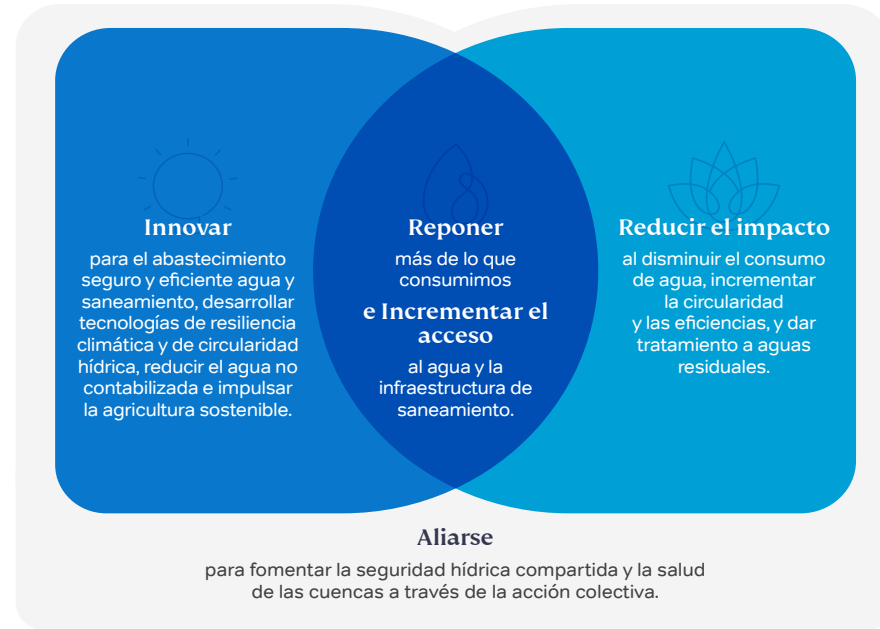 Innovar
para el abastecimiento
seguro y eficiente agua y
saneamiento, desarrollar
tecnologías de resiliencia
climática y de circularidad
hídrica, reducir el agua no
contabilizada e impulsar
la agricultura sostenible.
Reponer
más de lo que
consumimos
e Incrementar el
acceso
al agua y la
infraestructura de
saneamiento.
Reducir el impacto
al disminuir el consumo
de agua, incrementar
la circularidad
y las eficiencias, y dar
tratamiento a aguas
residuales.
Aliarse
para fomentar la seguridad hídrica compartida y la salud
de las cuencas a través de la acción colectiva.